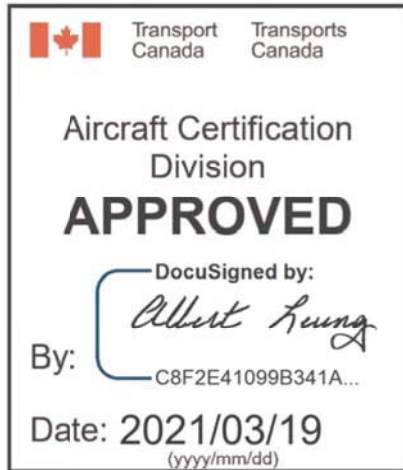 Transport Transports
Canada Canada
Aircraft Certification
Division
APPROVED
DocuSigned by:
Albert Leung
By:
C8F2E41099B341A...
Date: 2021/03/19
(yyyy/mm/dd)